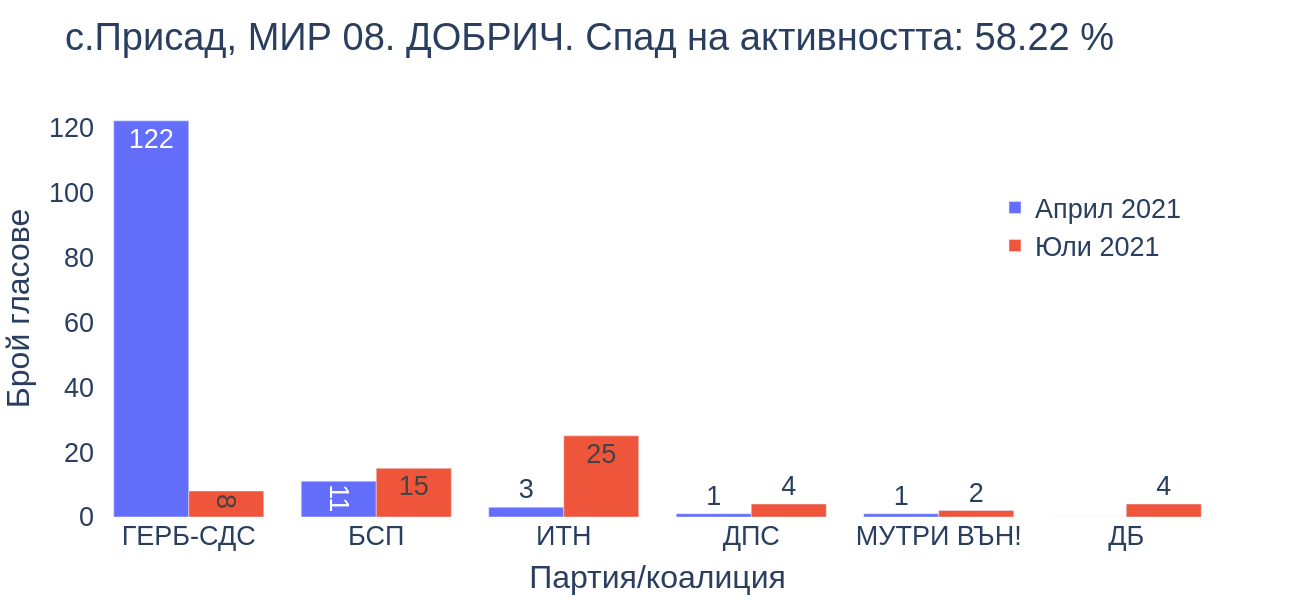 с.Присад, МИР 08. ДОБРИЧ. Спад на активността: 58.22 %
120
100
80
60
40
20
0
Брой гласове
122
8
11
15
3
25
1
4
1
2
4
Април 2021
Юли 2021
ГЕРБ-СДС
БСП
ИТН
ДПС
МУТРИ ВЪН!
ДБ
Партия/коалиция